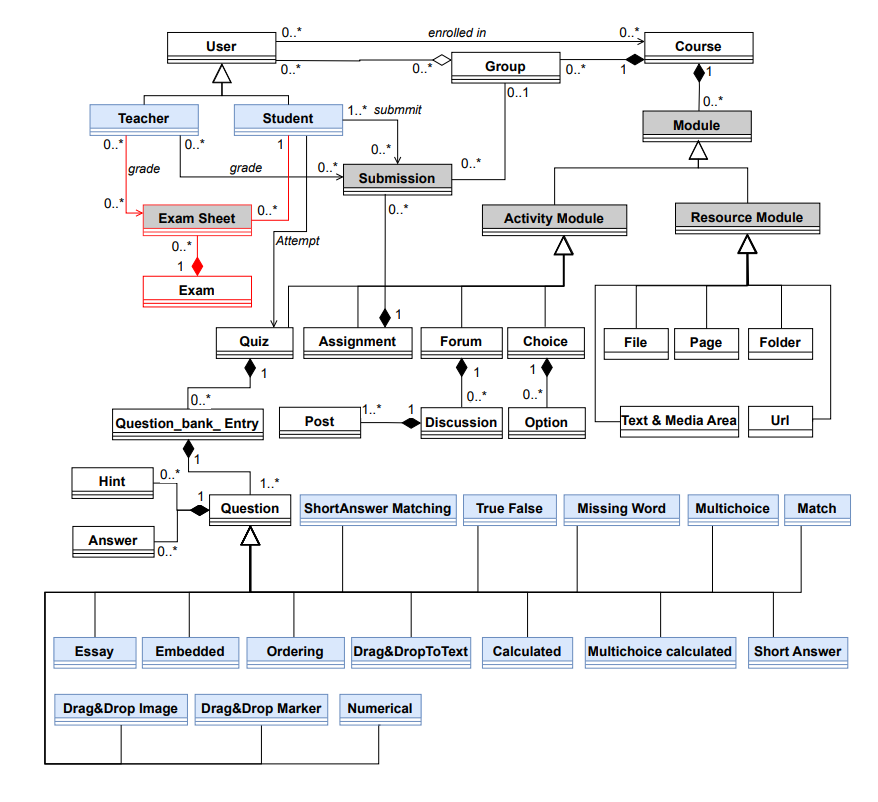 enrolled in
0..*
0..*
User
Course
0..*
0..*
Group
0..*
1
1
0..1
0..*
Teacher
Student
1..*
submmit
Module
0..*
0..*
1
grade
grade
0..*
0..*
0..*
Submission
0..*
Exam Sheet
0..*
0..*
Activity Module
Resource Module
0..*
Attempt
1
Exam
1
Quiz
Assignment
Forum
Choice
File
Page
Folder
1
1
1
0..*
0..*
0..*
Question_bank_ Entry
Post
1..*
1
Discussion
Option
Text & Media Area
Url
1
Hint
0..*
1..*
1
Question
ShortAnswer Matching
True False
Missing Word
Multichoice
Match
Answer
0..*
Essay
Embedded
Ordering
Drag&DropToText
Calculated
Multichoice calculated
Short Answer
Drag&Drop Image
Drag&Drop Marker
Numerical